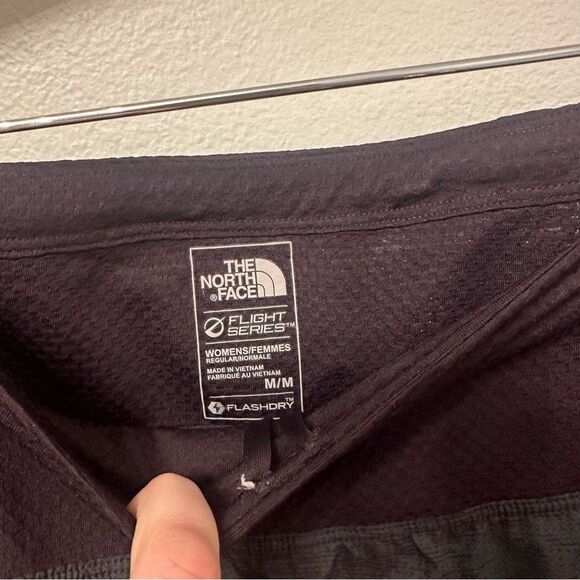 THE
NORTH
®FACE
FLIGHT
SERIES™
WOMENS/FEMMES
REGULAR/NORMALE
MADE IN VIETNAM
FABRIQUÉ AU VIETNAM
M/M
FLASHDRY™